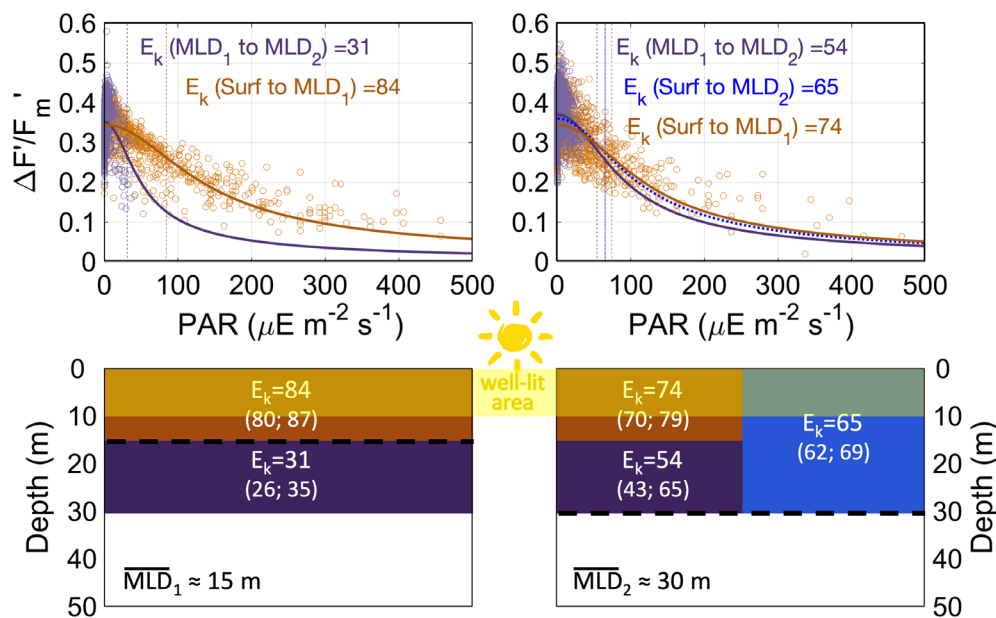 0.6
0.5
0.4
0.3
0.2
0.1
0
ΔF'/Fm'
E_k (MLD_1 to MLD_2) =31
E_k (Surf to MLD_1) =84
0 100 200 300 400 500
PAR (μE m^-2 s^-1)
0.6
0.5
0.4
0.3
0.2
0.1
0
E_k (MLD_1 to MLD_2) =54
E_k (Surf to MLD_2) =65
E_k (Surf to MLD_1) =74
0 100 200 300 400 500
PAR (μE m^-2 s^-1)
well-lit
area
0
10
20
30
40
50
Depth (m)
E_k=84
(80; 87)
E_k=31
(26; 35)
MLD_1 ≈ 15 m
E_k=74
(70; 79)
E_k=54
(43; 65)
E_k=65
(62; 69)
MLD_2 ≈ 30 m
0
10
20
30
40
50
Depth (m)